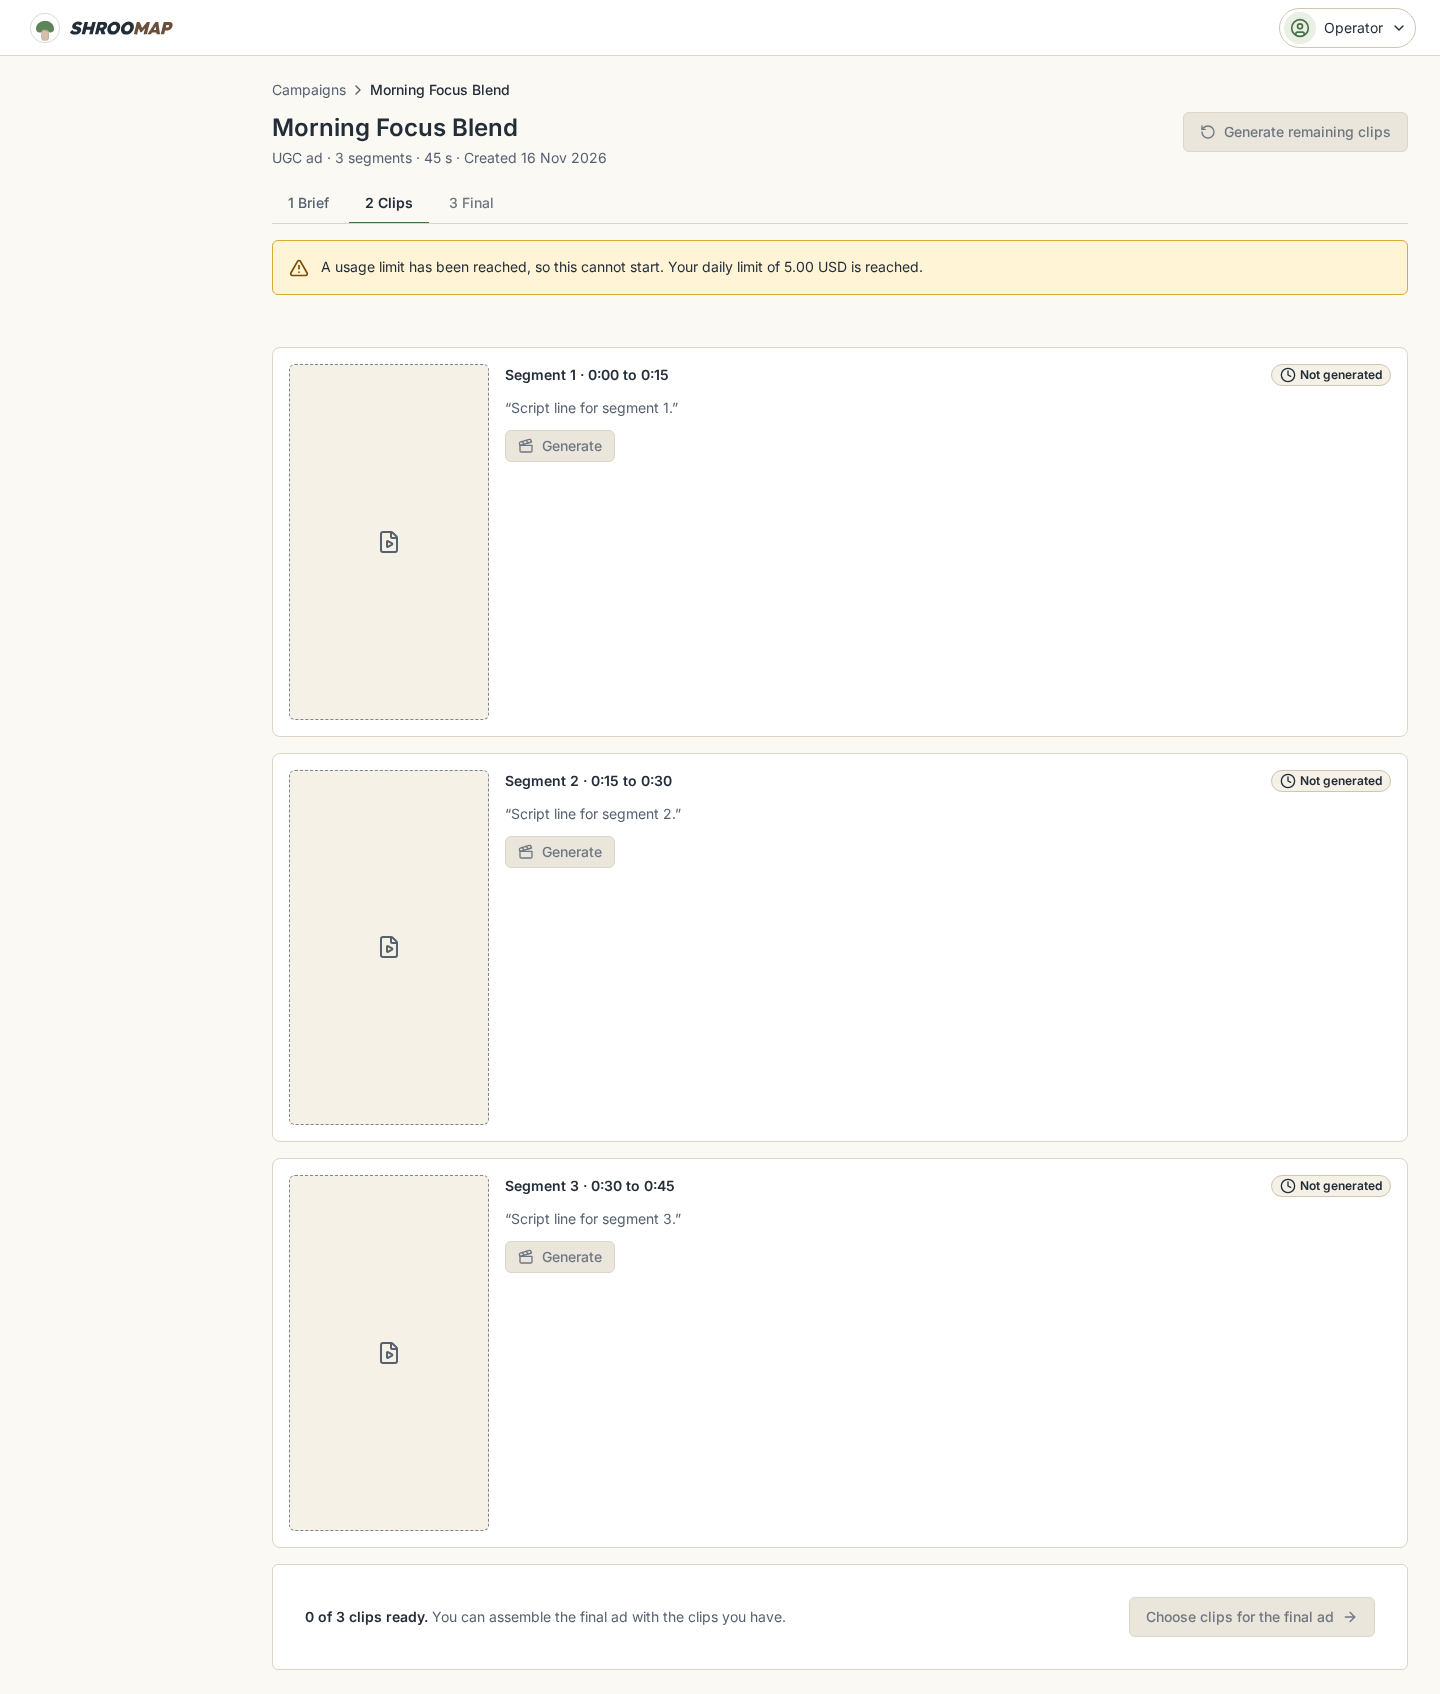 SHROOMAP
Operator
Campaigns > Morning Focus Blend
Morning Focus Blend
Generate remaining clips
UGC ad · 3 segments · 45 s · Created 16 Nov 2026
1 Brief
2 Clips
3 Final
A usage limit has been reached, so this cannot start. Your daily limit of 5.00 USD is reached.
Segment 1 · 0:00 to 0:15
Not generated
“Script line for segment 1.”
Generate
Segment 2 · 0:15 to 0:30
Not generated
“Script line for segment 2.”
Generate
Segment 3 · 0:30 to 0:45
Not generated
“Script line for segment 3.”
Generate
0 of 3 clips ready. You can assemble the final ad with the clips you have.
Choose clips for the final ad